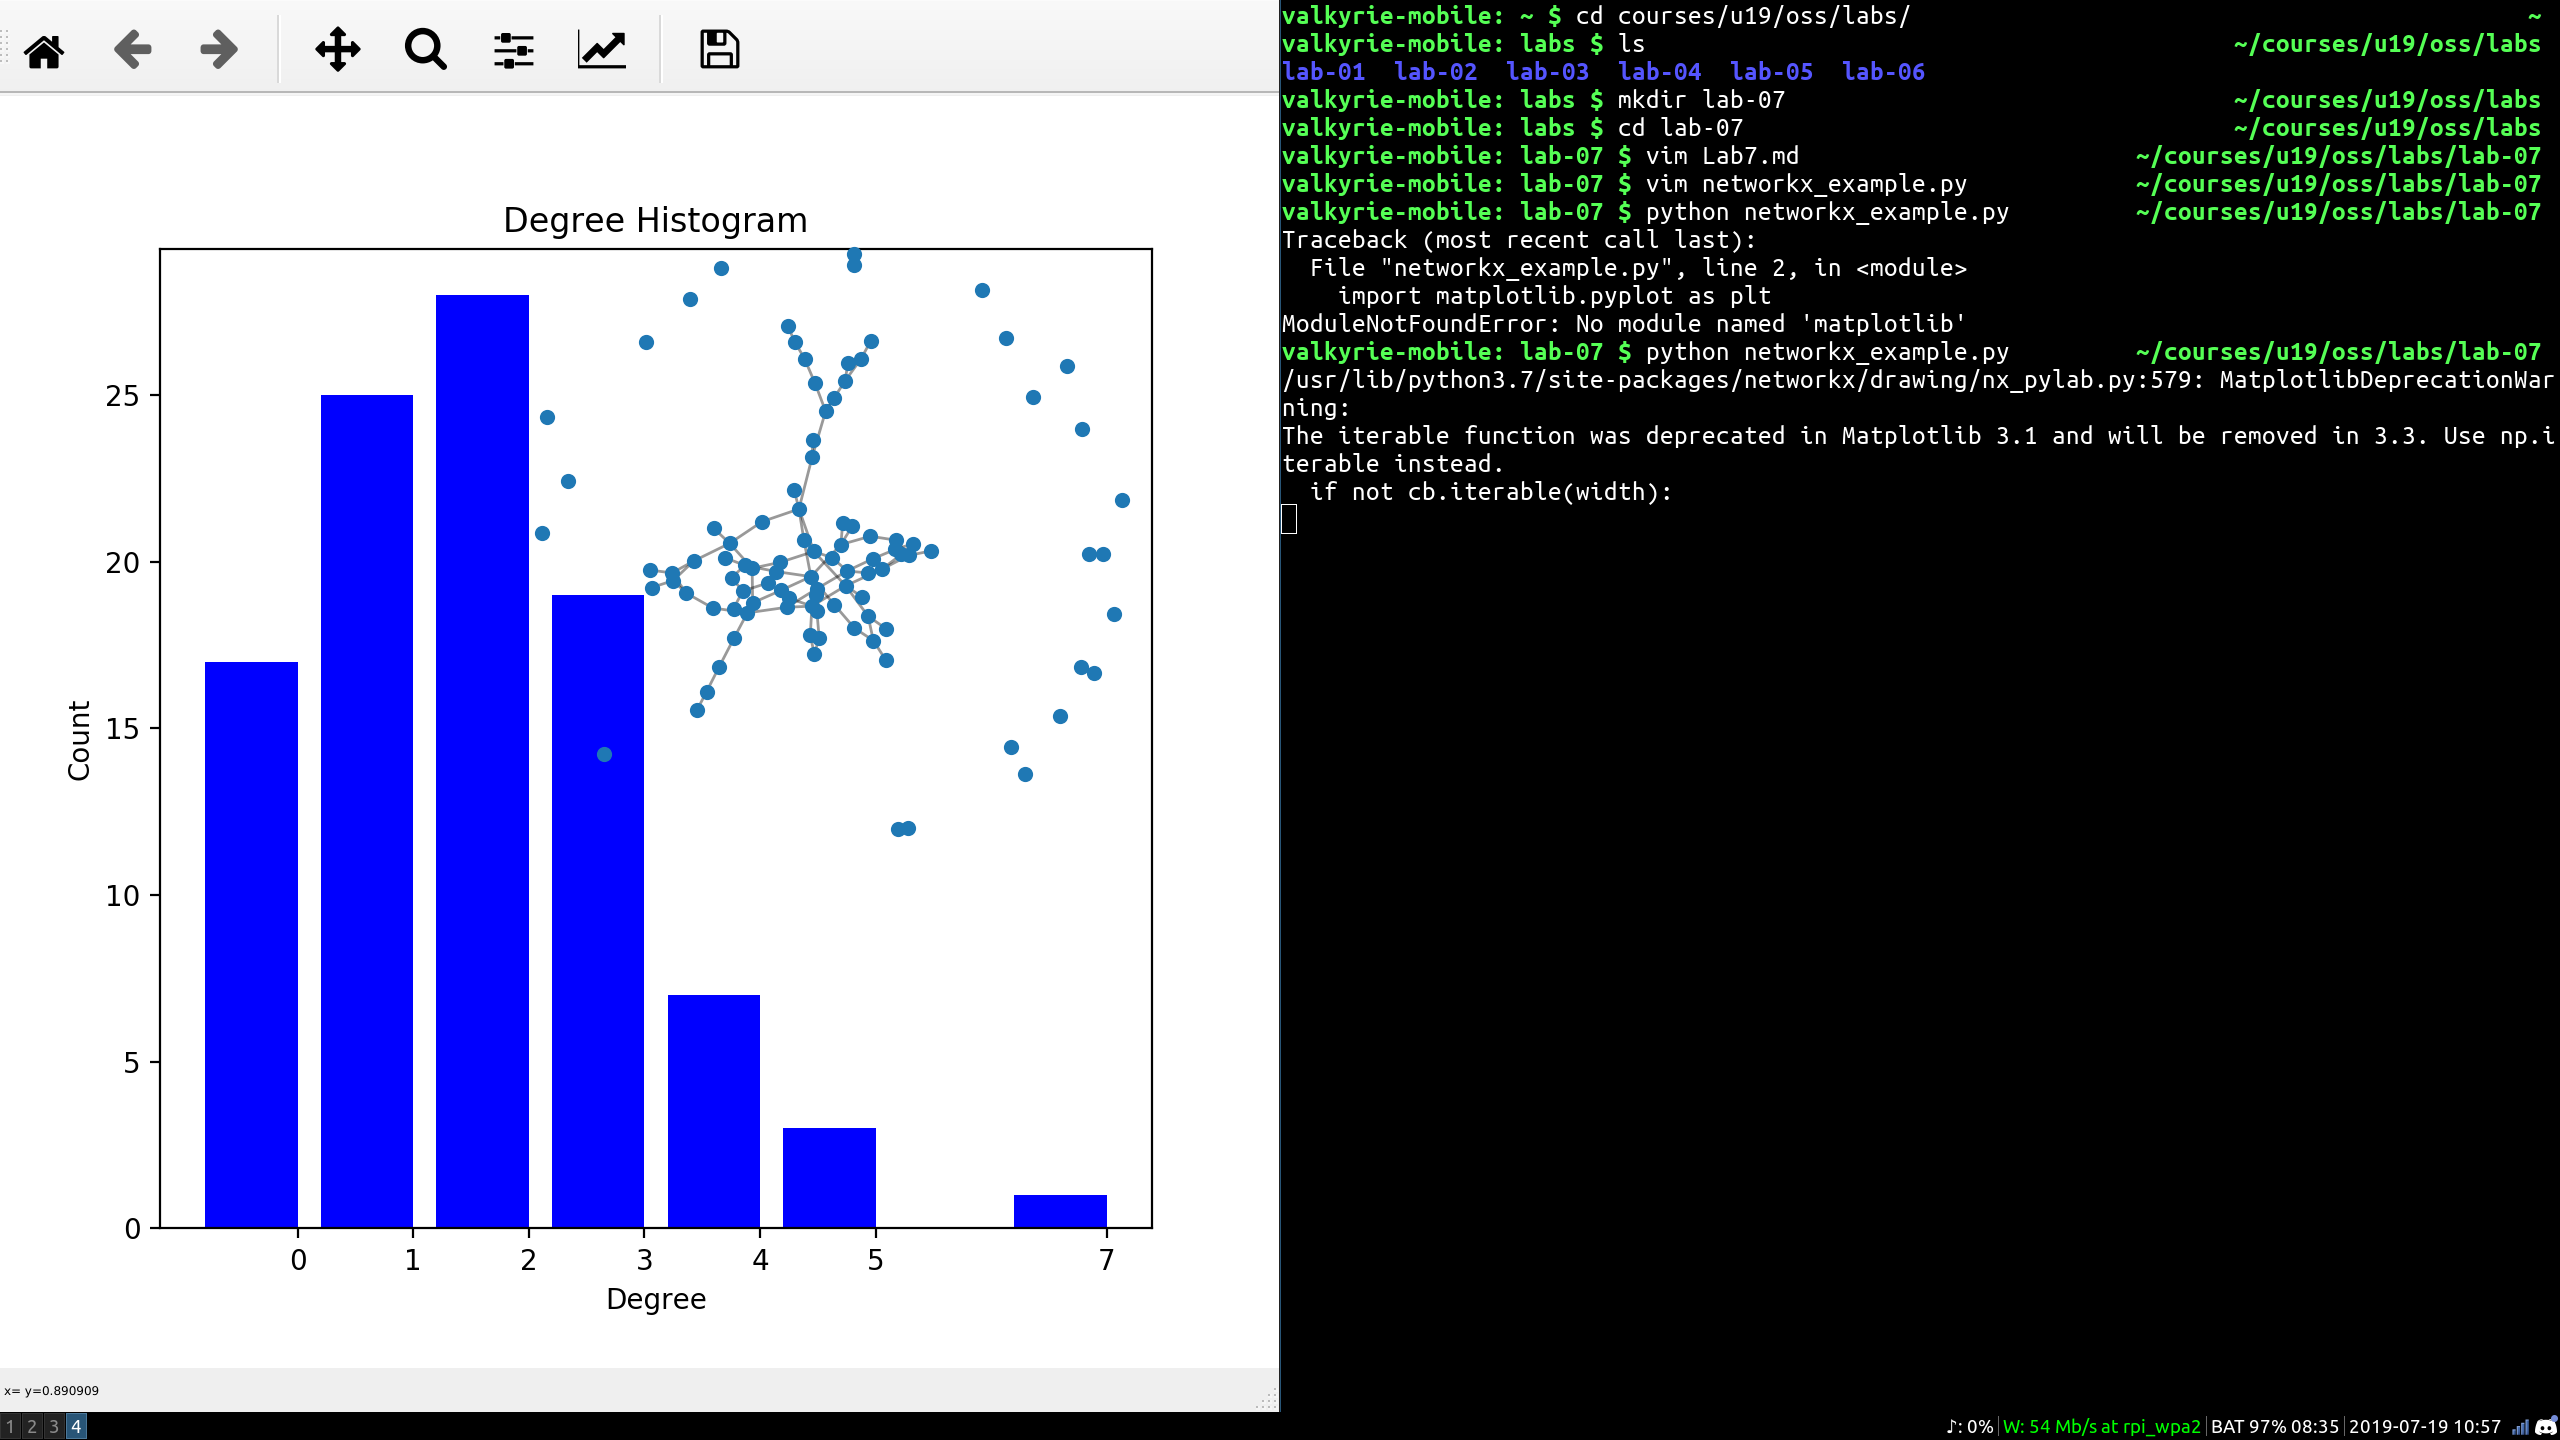 Degree Histogram
25
20
15
10
5
0
Count
0 1 2 3 4 5 7
Degree
x= y=0.890909
valkyrie-mobile: ~ $ cd courses/u19/oss/labs/ ~
valkyrie-mobile: labs $ ls ~/courses/u19/oss/labs
lab-01 lab-02 lab-03 lab-04 lab-05 lab-06
valkyrie-mobile: labs $ mkdir lab-07 ~/courses/u19/oss/labs
valkyrie-mobile: labs $ cd lab-07 ~/courses/u19/oss/labs
valkyrie-mobile: lab-07 $ vim Lab7.md ~/courses/u19/oss/labs/lab-07
valkyrie-mobile: lab-07 $ vim networkx_example.py ~/courses/u19/oss/labs/lab-07
valkyrie-mobile: lab-07 $ python networkx_example.py ~/courses/u19/oss/labs/lab-07
Traceback (most recent call last):
  File "networkx_example.py", line 2, in <module>
    import matplotlib.pyplot as plt
ModuleNotFoundError: No module named 'matplotlib'
valkyrie-mobile: lab-07 $ python networkx_example.py ~/courses/u19/oss/labs/lab-07
/usr/lib/python3.7/site-packages/networkx/drawing/nx_pylab.py:579: MatplotlibDeprecationWar
ning:
The iterable function was deprecated in Matplotlib 3.1 and will be removed in 3.3. Use np.i
terable instead.
  if not cb.iterable(width):
1 2 3 4
♪: 0% W: 54 Mb/s at rpi_wpa2 BAT 97% 08:35 2019-07-19 10:57